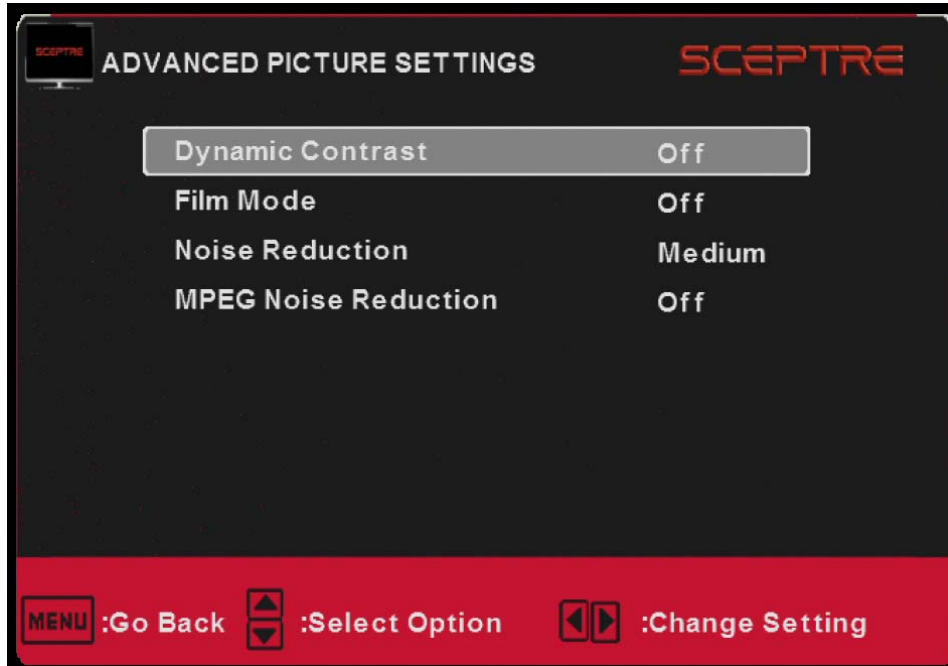 SCEPTRE
ADVANCED PICTURE SETTINGS
SCEPTRE
Dynamic Contrast Off
Film Mode Off
Noise Reduction Medium
MPEG Noise Reduction Off
MENU :Go Back :Select Option :Change Setting